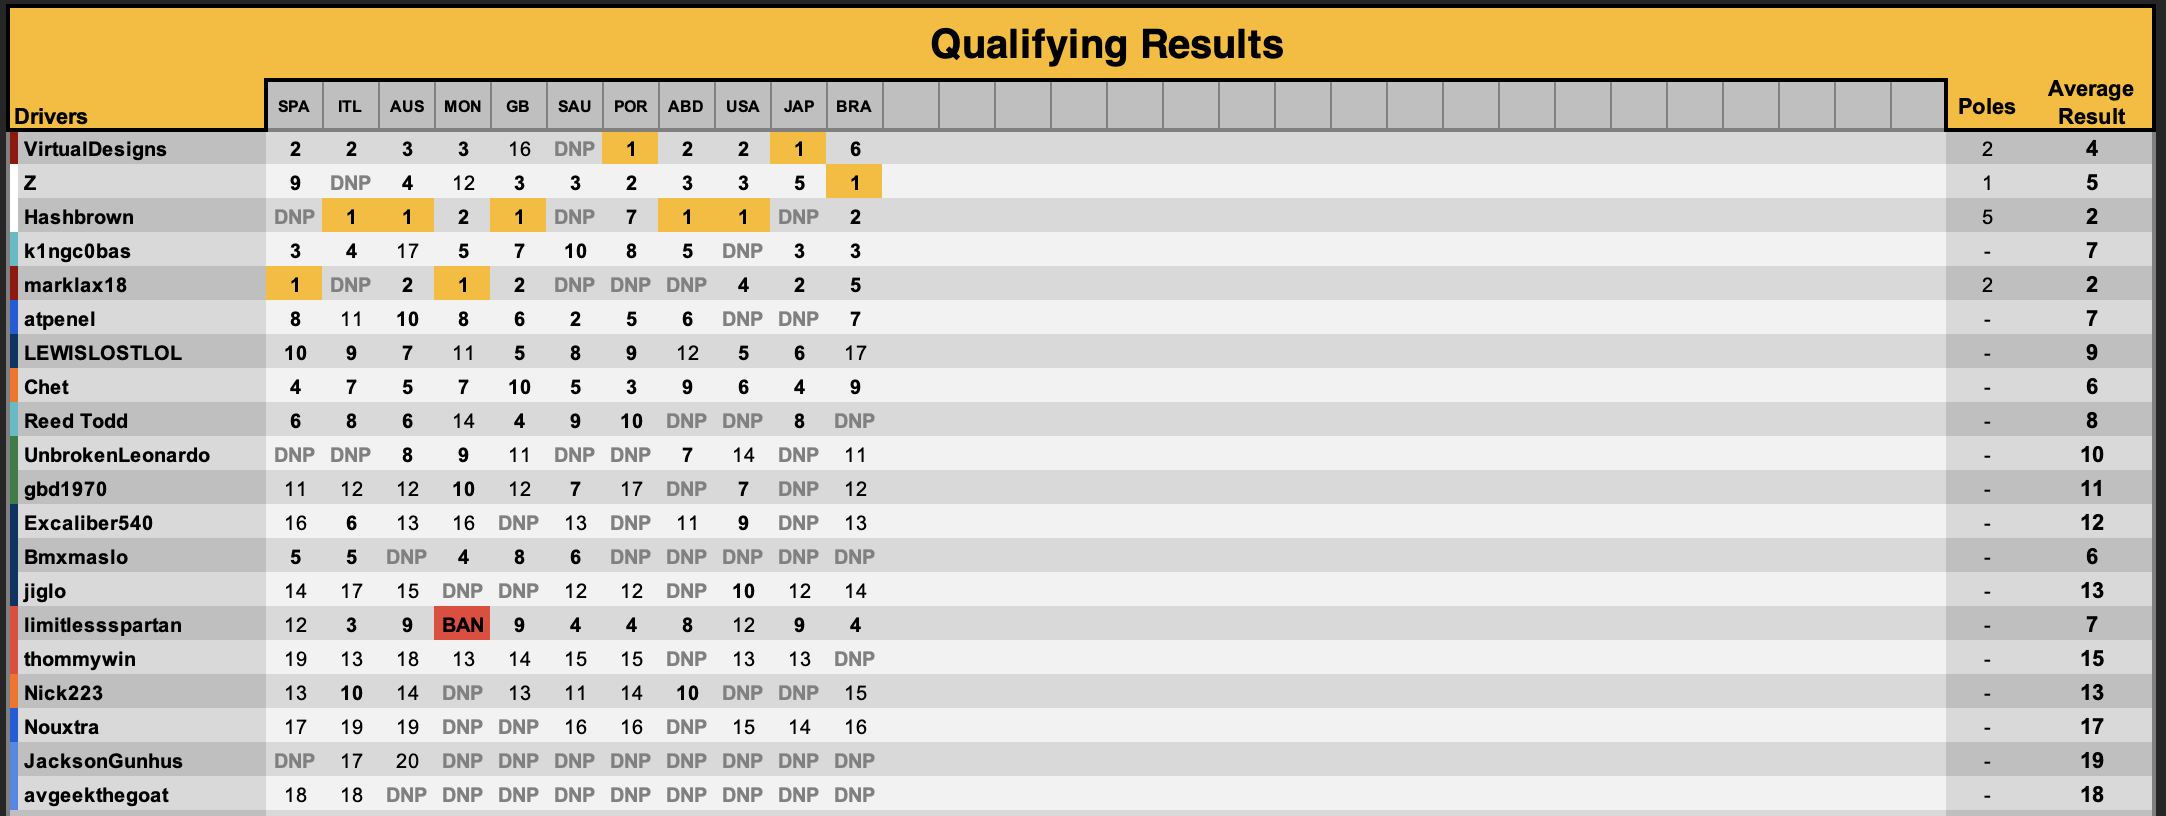 Qualifying Results
Drivers SPA ITL AUS MON GB SAU POR ABD USA JAP BRA Poles Average Result
VirtualDesigns 2 2 3 3 16 DNP 1 2 2 1 6 2 4
Z 9 DNP 4 12 3 3 2 3 3 5 1 1 5
Hashbrown DNP 1 1 2 1 DNP 7 1 1 DNP 2 5 2
k1ngc0bas 3 4 17 5 7 10 8 5 DNP 3 3 - 7
marklax18 1 DNP 2 1 2 DNP DNP DNP 4 2 5 2 2
atpenel 8 11 10 8 6 2 5 6 DNP DNP 7 - 7
LEWISLOSTLOL 10 9 7 11 5 8 9 12 5 6 17 - 9
Chet 4 7 5 7 10 5 3 9 6 4 9 - 6
Reed Todd 6 8 6 14 4 9 10 DNP DNP 8 DNP - 8
UnbrokenLeonardo DNP DNP 8 9 11 DNP DNP 7 14 DNP 11 - 10
gbd1970 11 12 12 10 12 7 17 DNP 7 DNP 12 - 11
Excaliber540 16 6 13 16 DNP 13 DNP 11 9 DNP 13 - 12
Bmxmaslo 5 5 DNP 4 8 6 DNP DNP DNP DNP DNP - 6
jiglo 14 17 15 DNP DNP 12 12 DNP 10 12 14 - 13
limitlessspartan 12 3 9 BAN 9 4 4 8 12 9 4 - 7
thommywin 19 13 18 13 14 15 15 DNP 13 13 DNP - 15
Nick223 13 10 14 DNP 13 11 14 10 DNP DNP 15 - 13
Nouxtra 17 19 19 DNP DNP 16 16 DNP 15 14 16 - 17
JacksonGunhus DNP 17 20 DNP DNP DNP DNP DNP DNP DNP DNP - 19
avgeekthegoat 18 18 DNP DNP DNP DNP DNP DNP DNP DNP DNP - 18